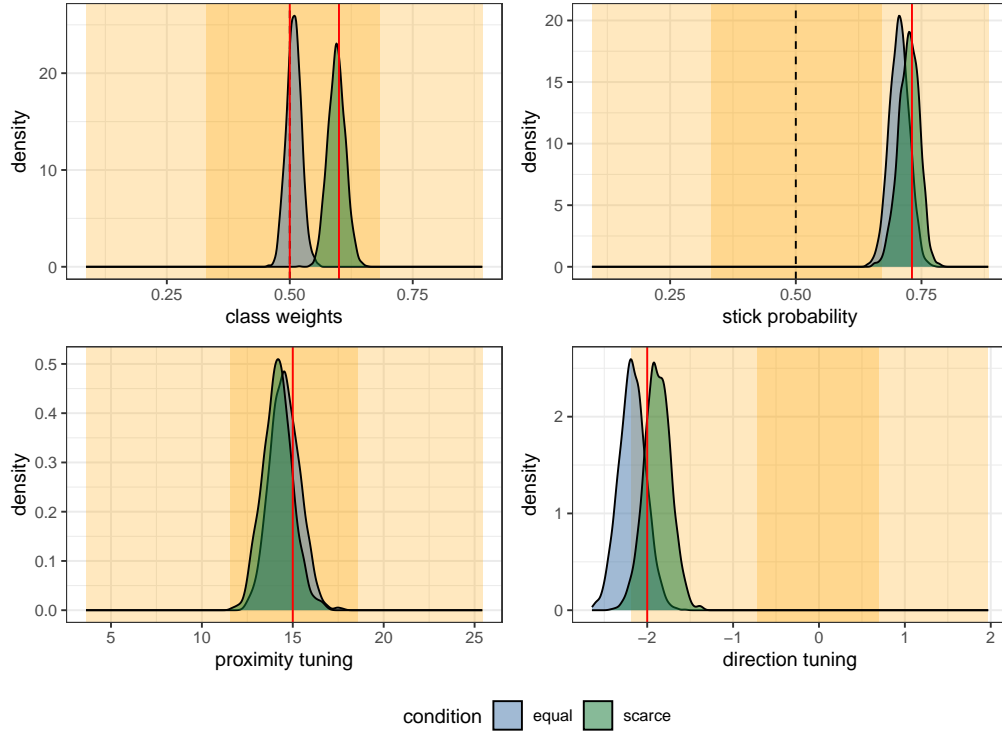 density
20
10
0
0.25 0.50 0.75
class weights
density
20
15
10
5
0
0.25 0.50 0.75
stick probability
density
0.5
0.4
0.3
0.2
0.1
0.0
5 10 15 20 25
proximity tuning
density
2
1
0
-2 -1 0 1 2
direction tuning
condition equal scarce